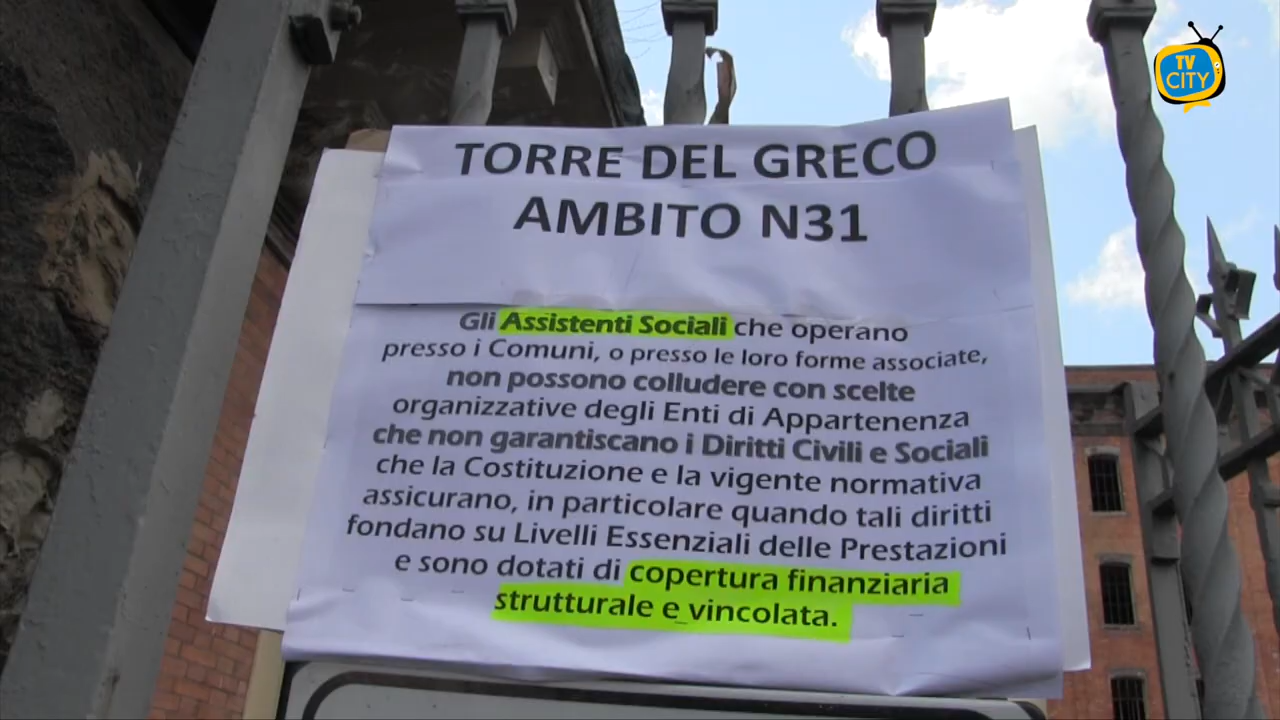 TV
CITY
TORRE DEL GRECO
AMBITO N31
Gli Assistenti Sociali che operano
presso i Comuni, o presso le loro forme associate,
non possono colludere con scelte
organizzative degli Enti di Appartenenza
che non garantiscano i Diritti Civili e Sociali
che la Costituzione e la vigente normativa
assicurano, in particolare quando tali diritti
fondano su Livelli Essenziali delle Prestazioni
e sono dotati di copertura finanziaria
strutturale e vincolata.